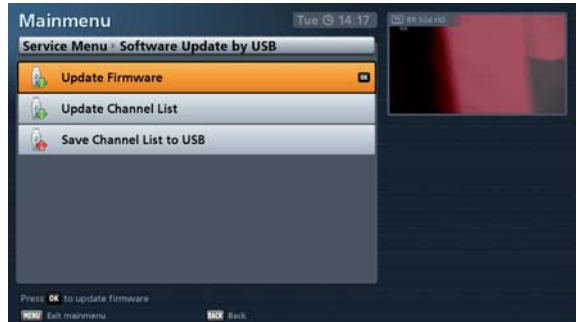 Mainmenu
Tue 14:17
BR Süd HD
Service Menu › Software Update by USB
Update Firmware OK
Update Channel List
Save Channel List to USB
Press OK to update firmware
MENU Exit mainmenu
BACK Back